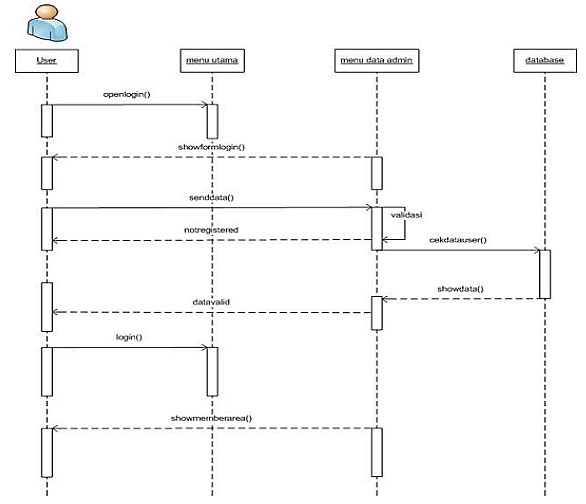 User
menu utama
menu data admin
database
openlogin()
showformlogin()
senddata()
validasi
notregistered
cekdatauser()
showdata()
datavalid
login()
showmemberarea()